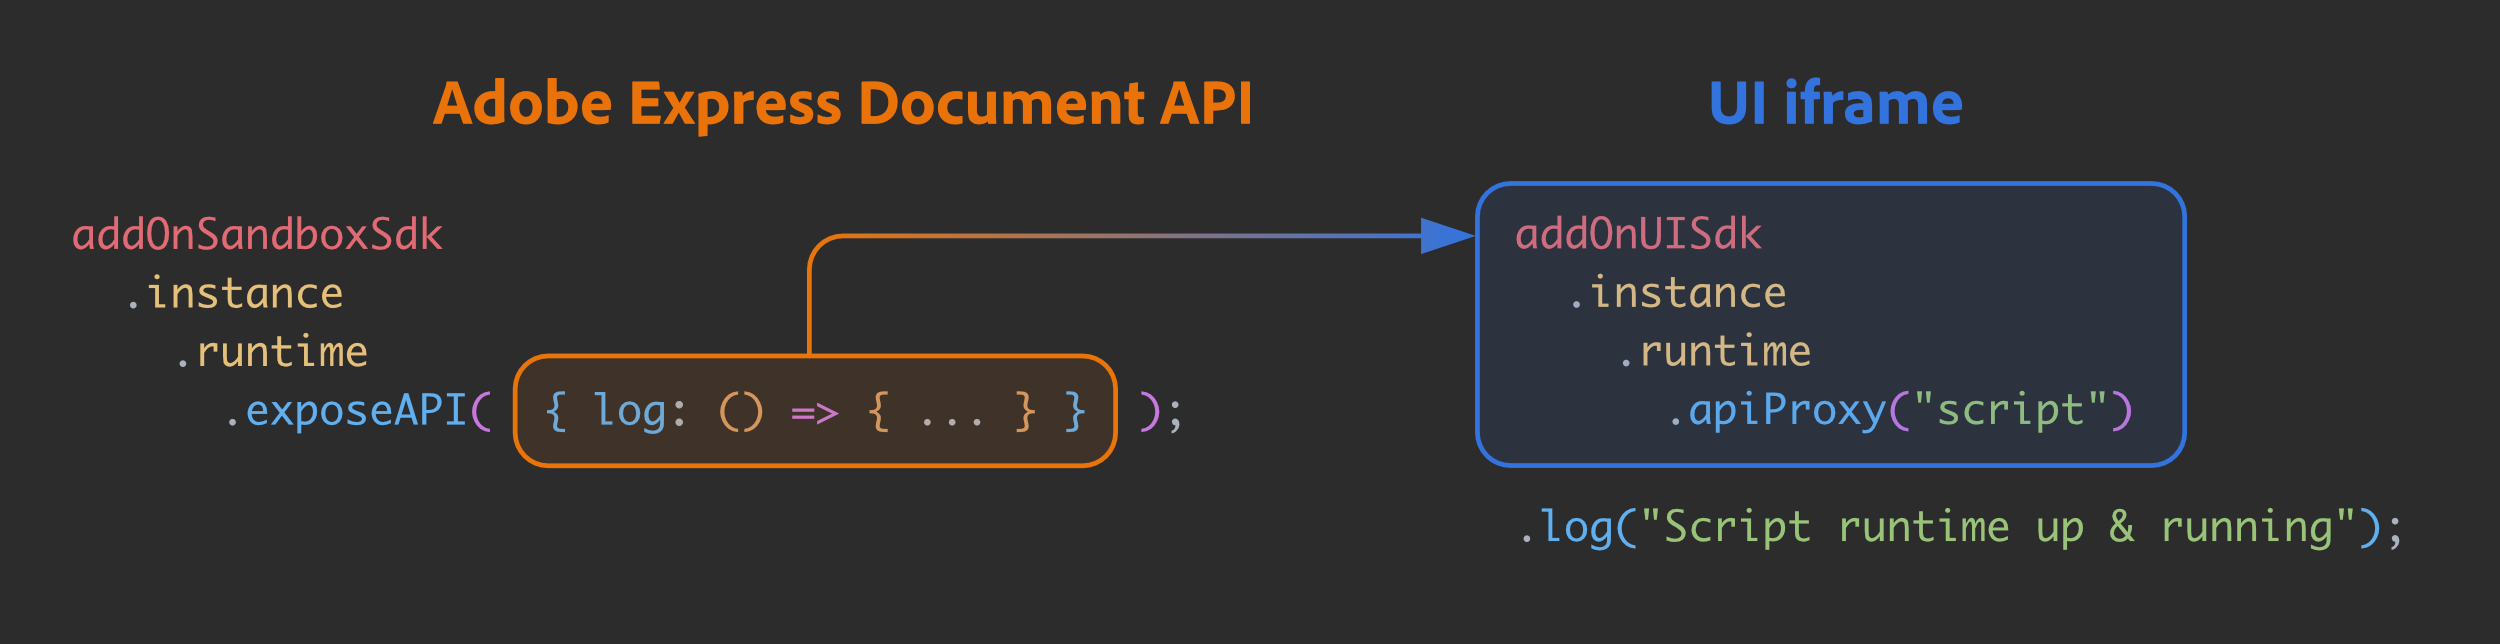 Adobe Express Document API
addOnSandboxSdk
.instance
.runtime
.exposeAPI( { log: () => { ... } } );
UI iframe
addOnUISdk
.instance
.runtime
.apiProxy("script")
.log("Script runtime up & running");